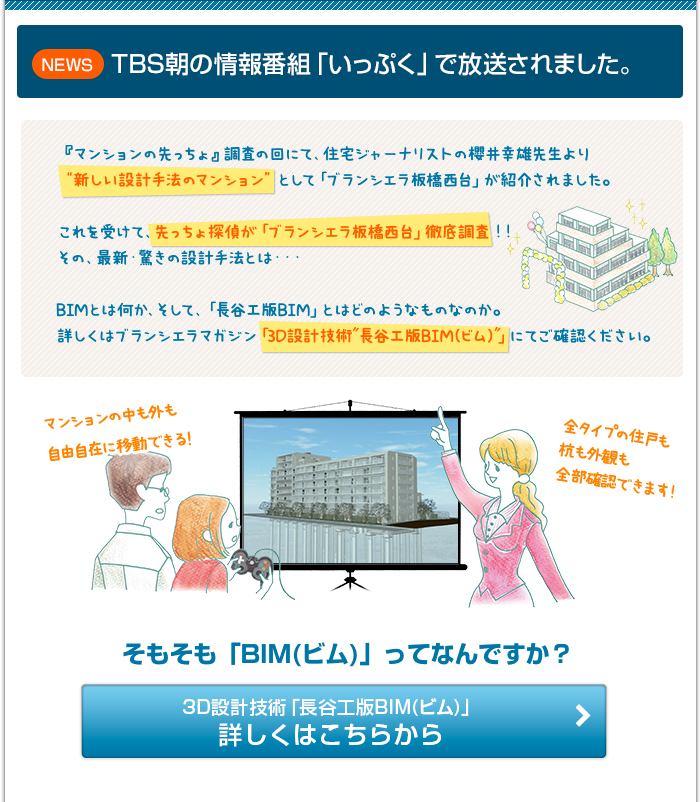 NEWS TBS朝の情報番組「いっぷく」で放送されました。
『マンションの先っちょ』調査の回にて、住宅ジャーナリストの櫻井幸雄先生より
"新しい設計手法のマンション"として「ブランシエラ板橋西台」が紹介されました。
これを受けて、先っちょ探偵が「ブランシエラ板橋西台」徹底調査！！
その、最新・驚きの設計手法とは・・・
BIMとは何か、そして、「長谷工版BIM」とはどのようなものなのか。
詳しくはブランシエラマガジン「3D設計技術"長谷工版BIM(ビム)"」にてご確認ください。
マンションの中も外も
自由自在に移動できる！
全タイプの住戸も
杭も外観も
全部確認できます！
そもそも「BIM(ビム)」ってなんですか？
3D設計技術「長谷工版BIM(ビム)」
詳しくはこちらから